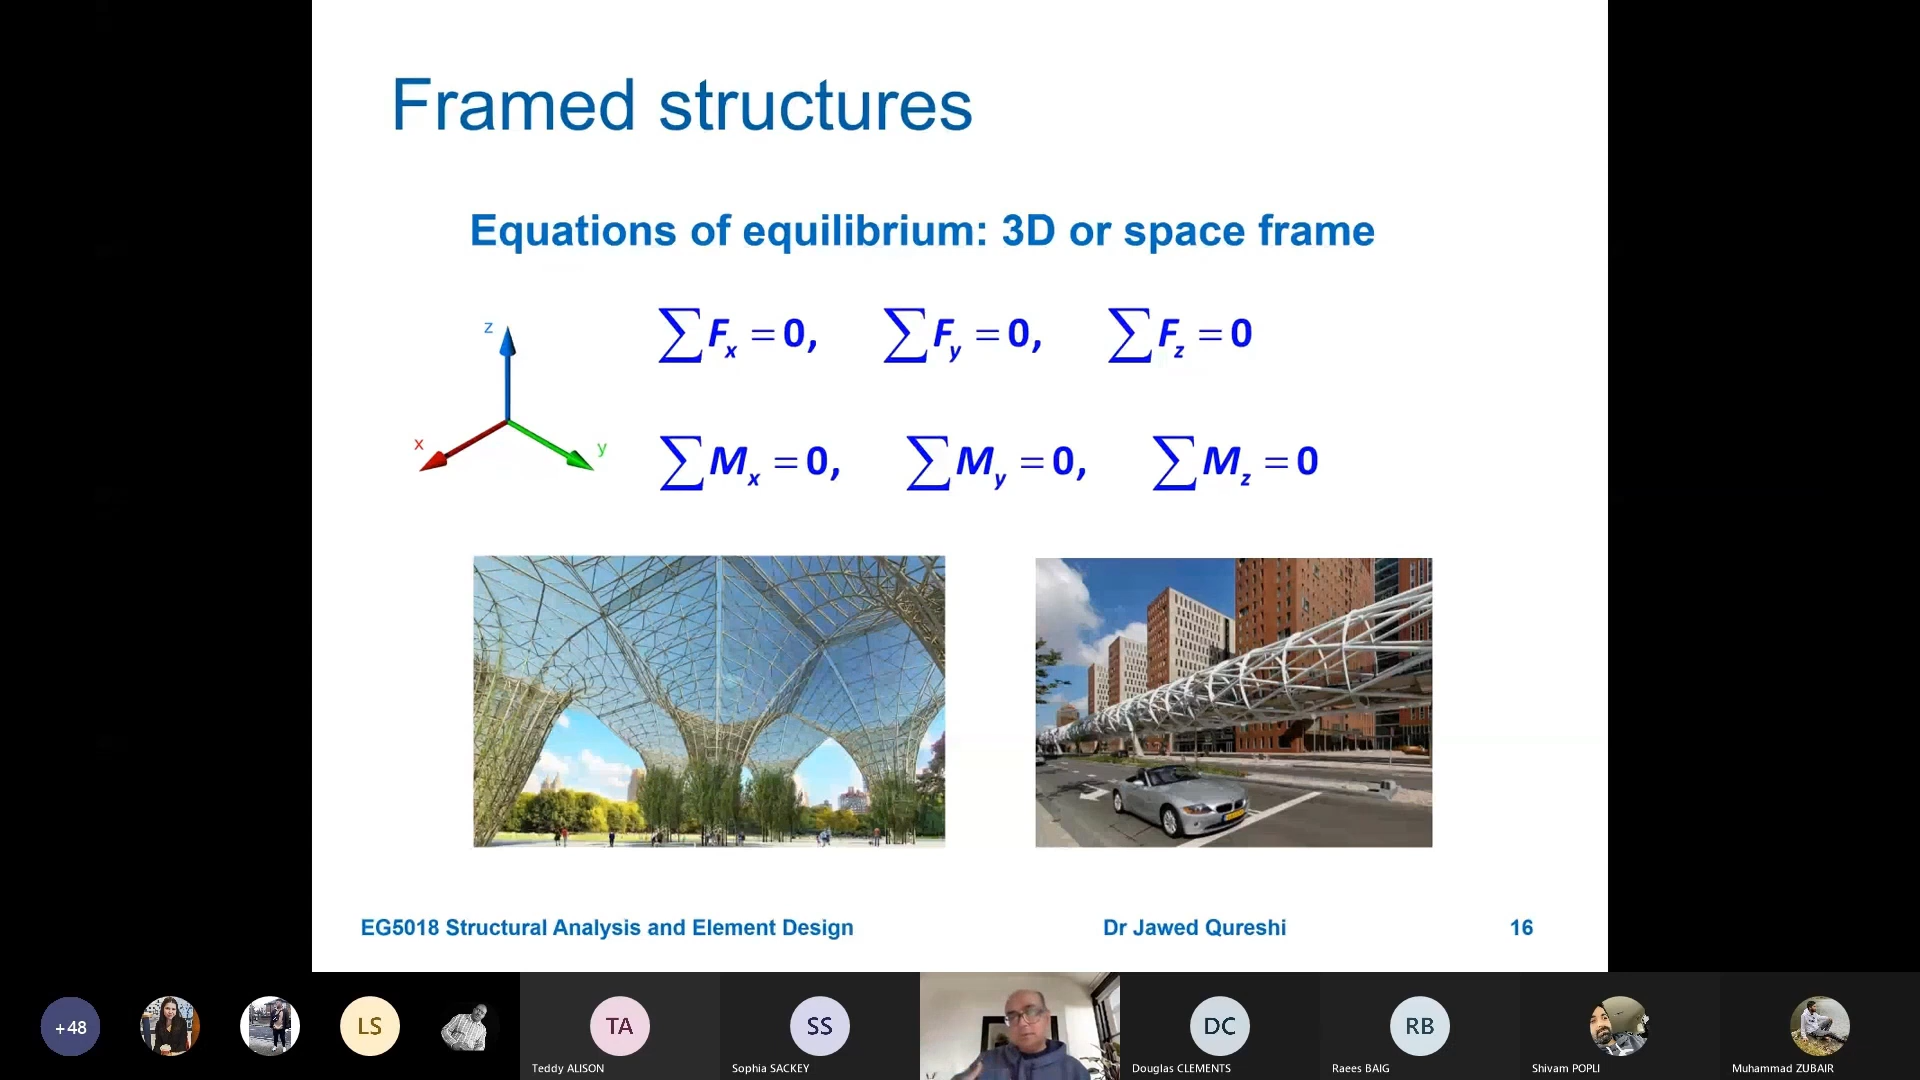 Framed structures
Equations of equilibrium: 3D or space frame
z
x
y
∑Fx = 0, ∑Fy = 0, ∑Fz = 0
∑Mx = 0, ∑My = 0, ∑Mz = 0
EG5018 Structural Analysis and Element Design Dr Jawed Qureshi 16
+48 LS TA SS DC RB
Teddy ALISON Sophia SACKEY Douglas CLEMENTS Raees BAIG Shivam POPLI Muhammad ZUBAIR